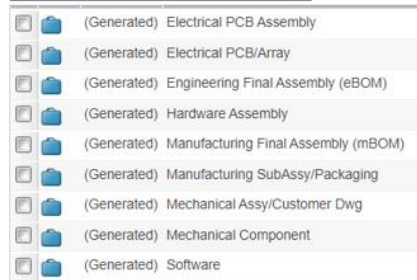 (Generated) Electrical PCB Assembly
(Generated) Electrical PCB/Array
(Generated) Engineering Final Assembly (eBOM)
(Generated) Hardware Assembly
(Generated) Manufacturing Final Assembly (mBOM)
(Generated) Manufacturing SubAssy/Packaging
(Generated) Mechanical Assy/Customer Dwg
(Generated) Mechanical Component
(Generated) Software